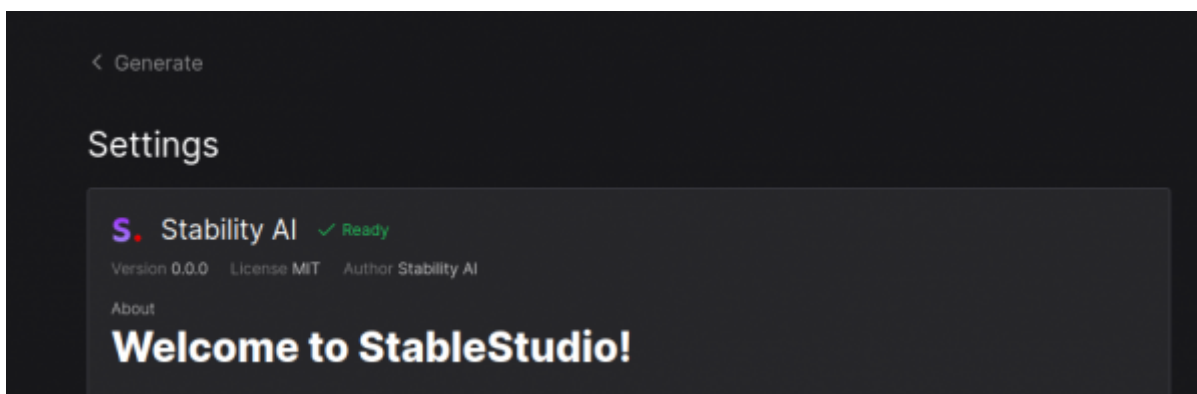 Generate
Settings
S. Stability AI Ready
Version 0.0.0 License MIT Author Stability AI
About
Welcome to StableStudio!